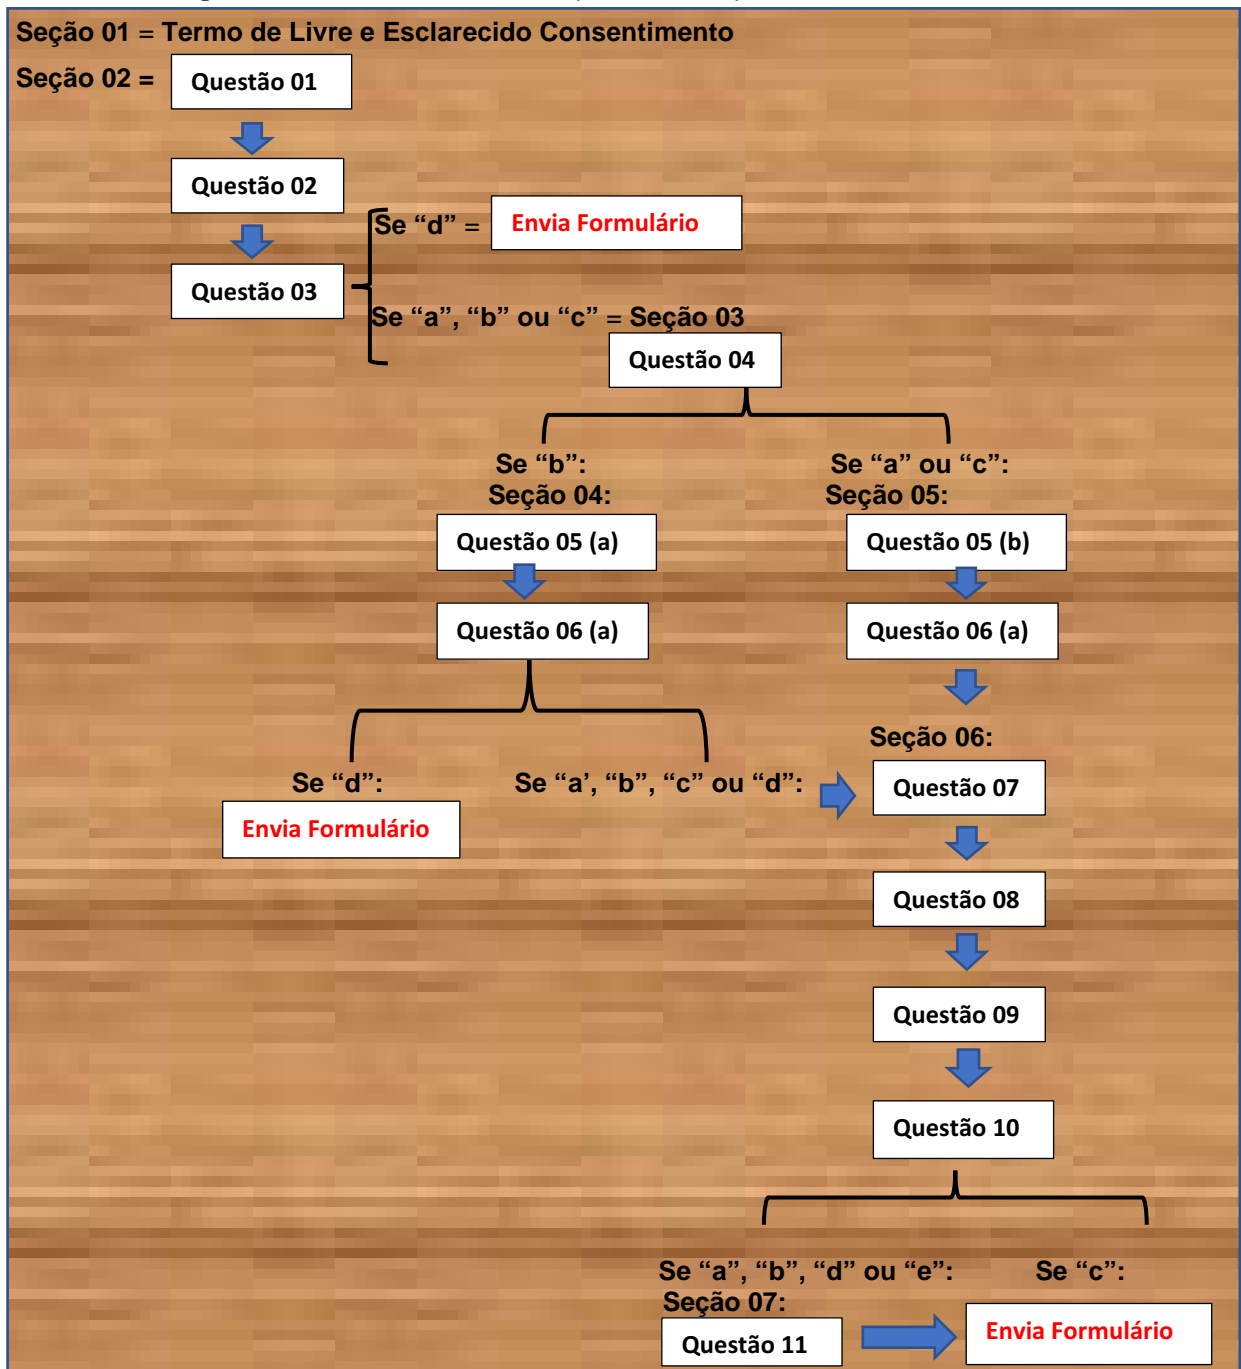 Seção 01 = Termo de Livre e Esclarecido Consentimento
Seção 02 = Questão 01
Questão 02
Se “d” = Envia Formulário
Questão 03
Se “a”, “b” ou “c” = Seção 03
Questão 04
Se “b”: Se “a” ou “c”:
Seção 04: Seção 05:
Questão 05 (a) Questão 05 (b)
Questão 06 (a) Questão 06 (a)
Seção 06:
Se “d”: Se “a’, “b”, “c” ou “d”: Questão 07
Envia Formulário
Questão 08
Questão 09
Questão 10
Se “a”, “b”, “d” ou “e”: Se “c”:
Seção 07:
Questão 11 Envia Formulário